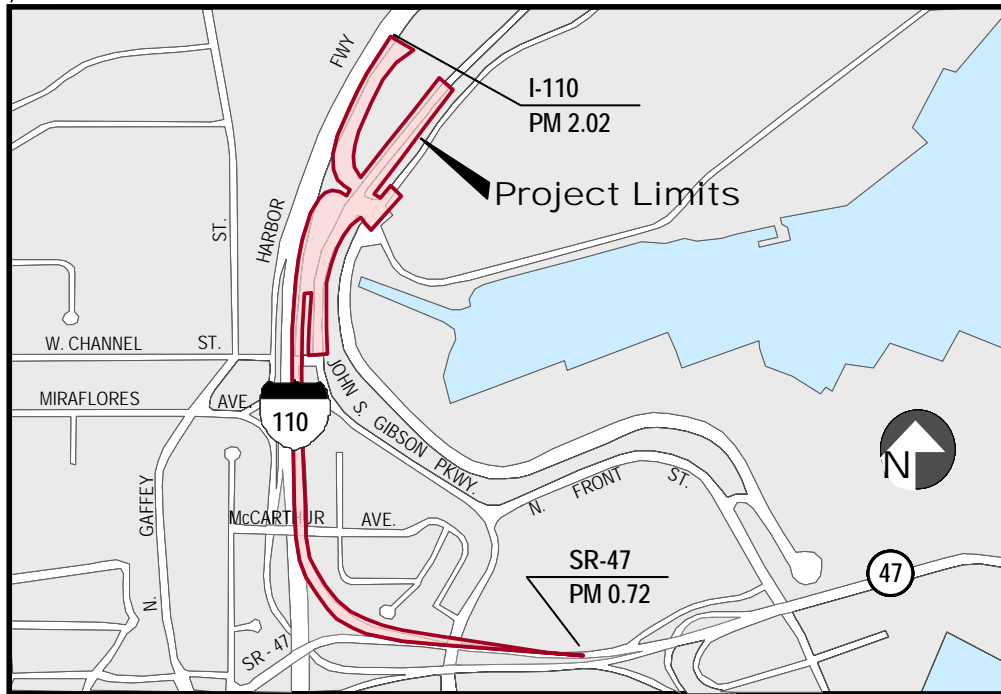 FWY
I-110
PM 2.02
Project Limits
ST.
HARBOR
W. CHANNEL ST.
MIRAFLORES AVE.
110
JOHN S. GIBSON PKWY.
N
N. FRONT ST.
N. GAFFEY
McCARTHUR AVE.
SR-47
PM 0.72
47
SR - 47